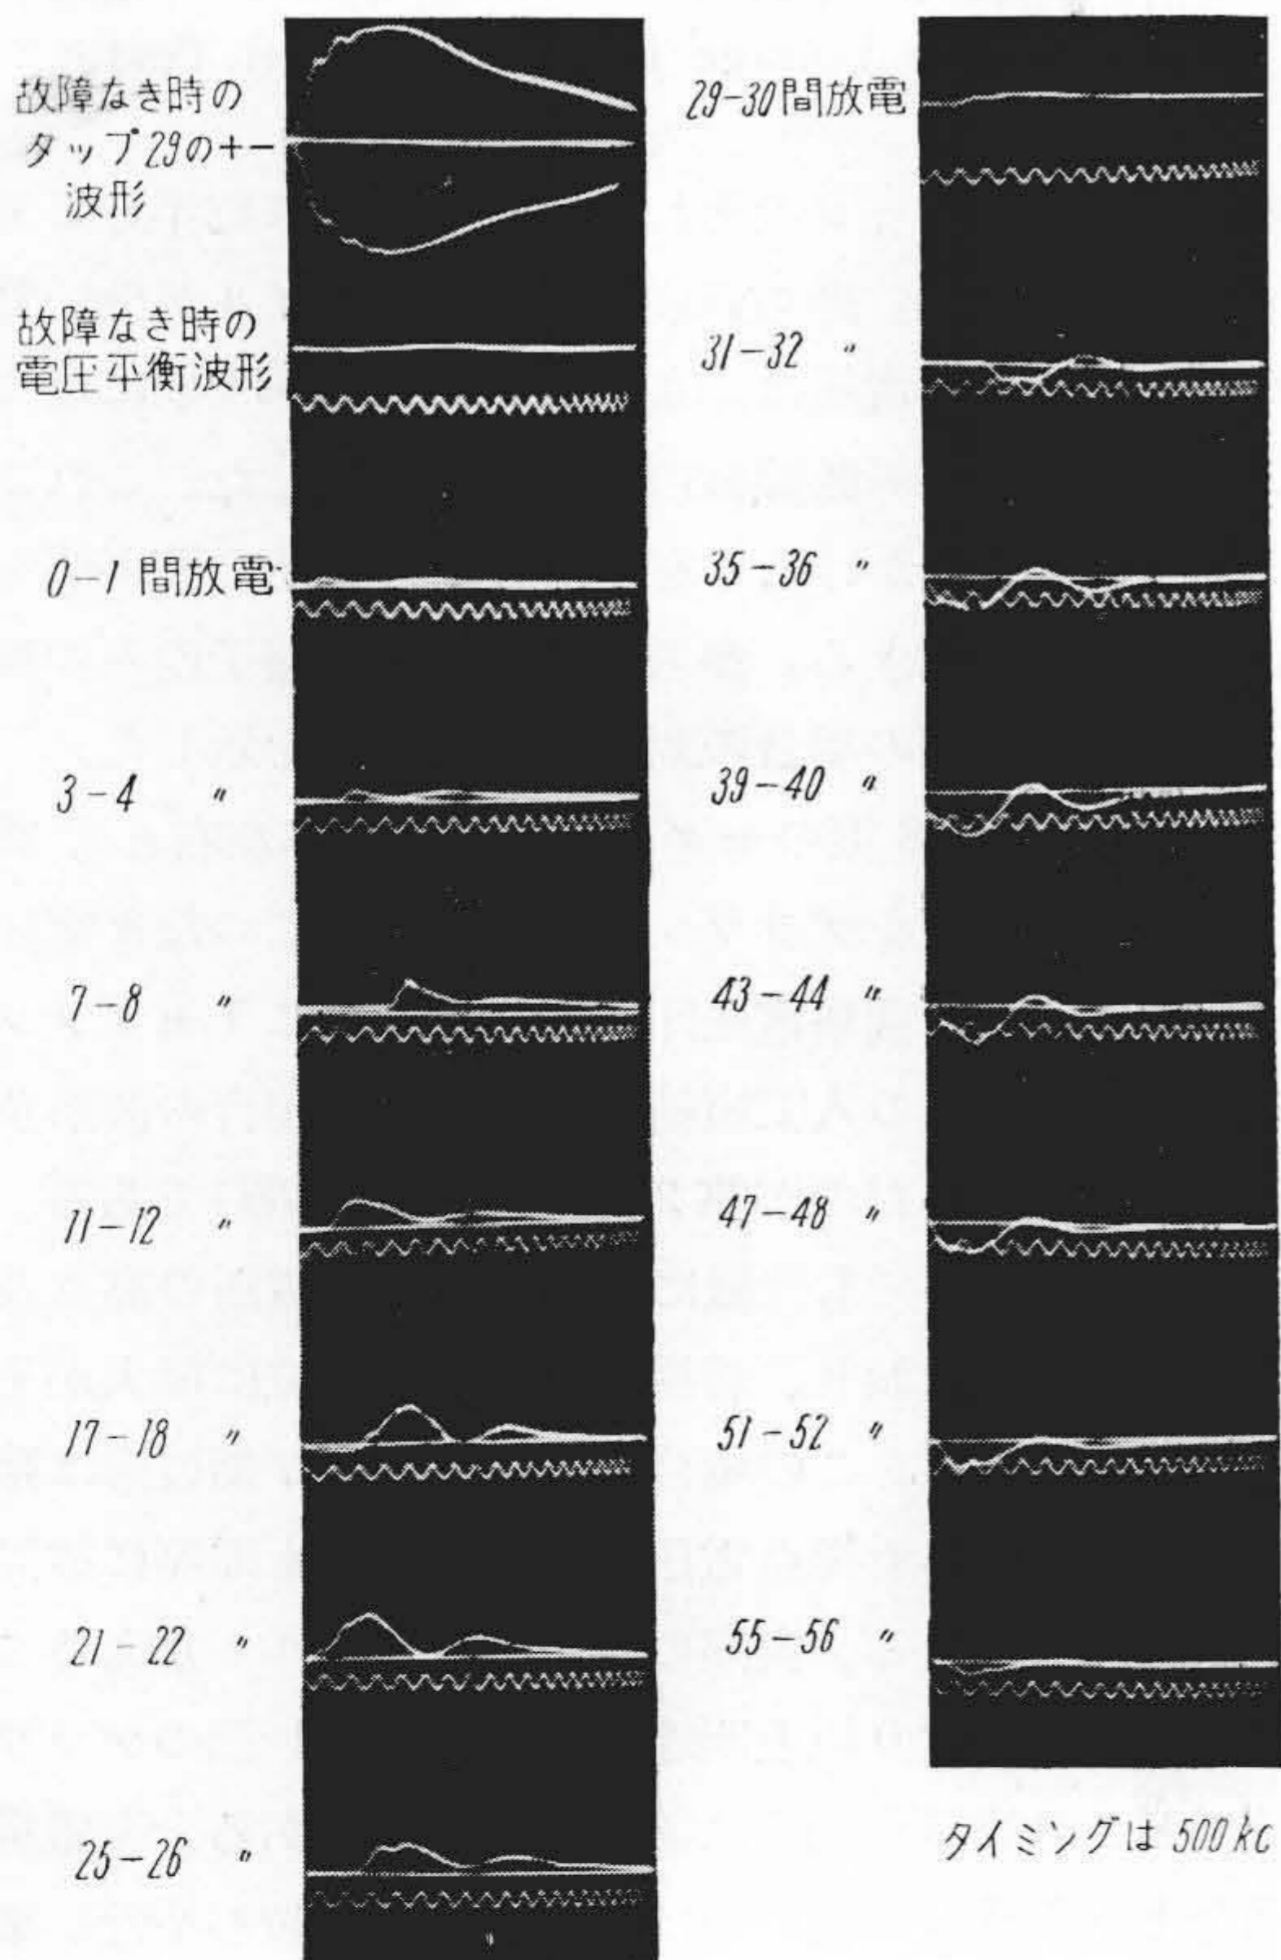 故障なき時の
タップ29の+-
波形
故障なき時の
電圧平衡波形
0-1 間放電
3-4 〃
7-8 〃
11-12 〃
17-18 〃
21-22 〃
25-26 〃
29-30間放電
31-32 〃
35-36 〃
39-40 〃
43-44 〃
47-48 〃
51-52 〃
55-56 〃
タイミングは 500kc